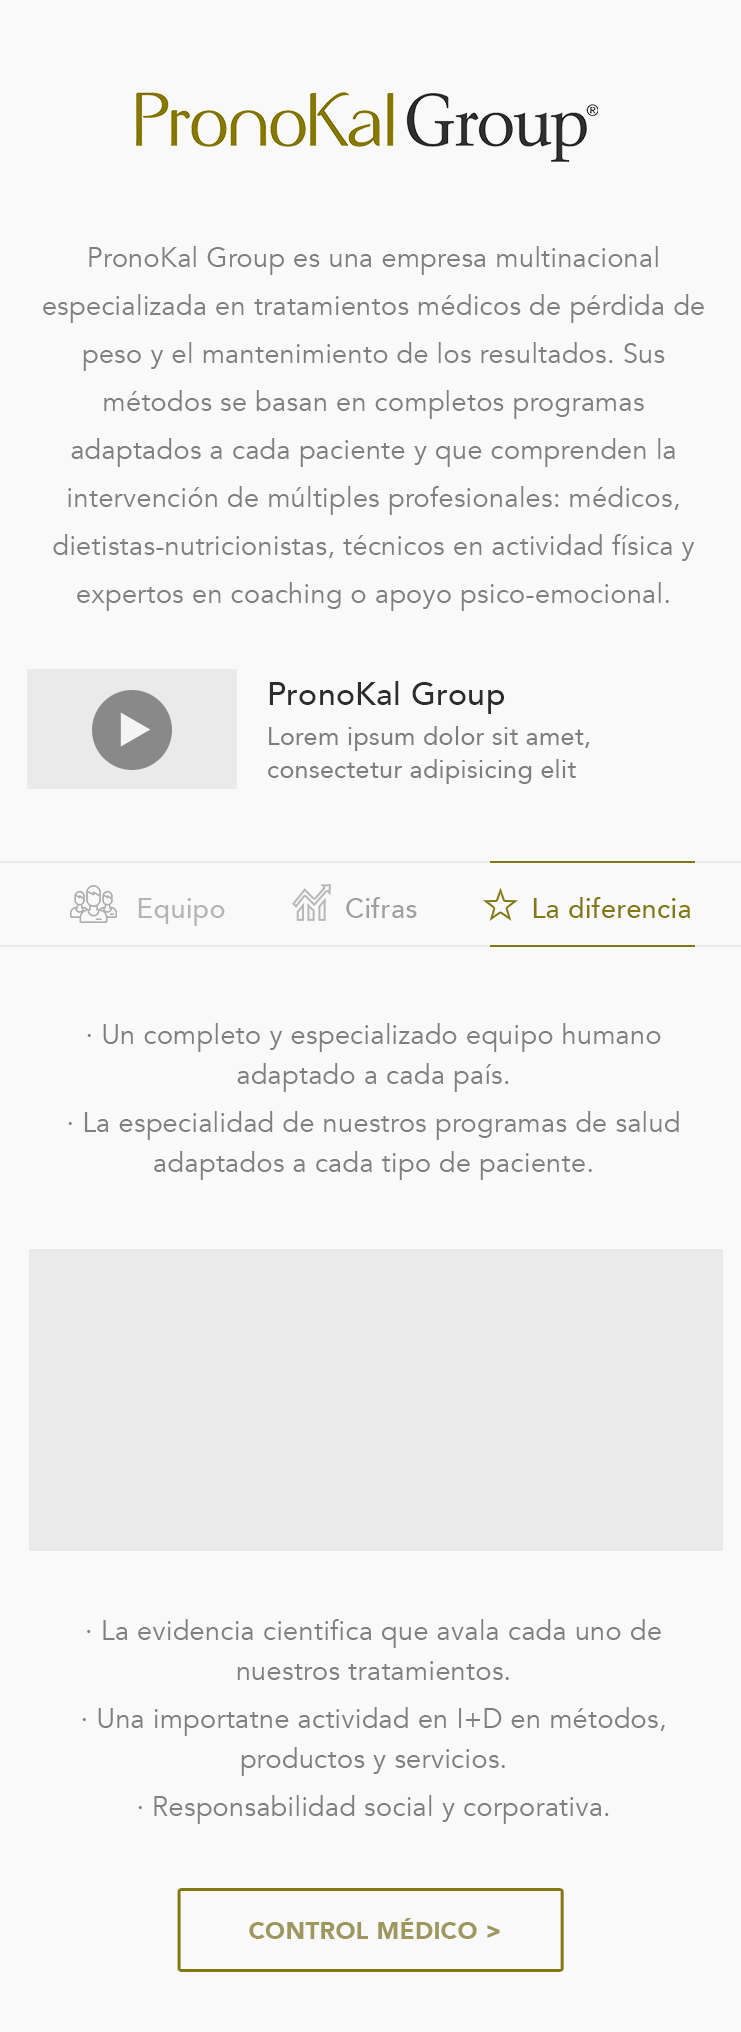 PronoKal Group®
PronoKal Group es una empresa multinacional
especializada en tratamientos médicos de pérdida de
peso y el mantenimiento de los resultados. Sus
métodos se basan en completos programas
adaptados a cada paciente y que comprenden la
intervención de múltiples profesionales: médicos,
dietistas-nutricionistas, técnicos en actividad física y
expertos en coaching o apoyo psico-emocional.
PronoKal Group
Lorem ipsum dolor sit amet,
consectetur adipisicing elit
Equipo Cifras La diferencia
· Un completo y especializado equipo humano
adaptado a cada país.
· La especialidad de nuestros programas de salud
adaptados a cada tipo de paciente.
· La evidencia cientifica que avala cada uno de
nuestros tratamientos.
· Una importatne actividad en I+D en métodos,
productos y servicios.
· Responsabilidad social y corporativa.
CONTROL MÉDICO >